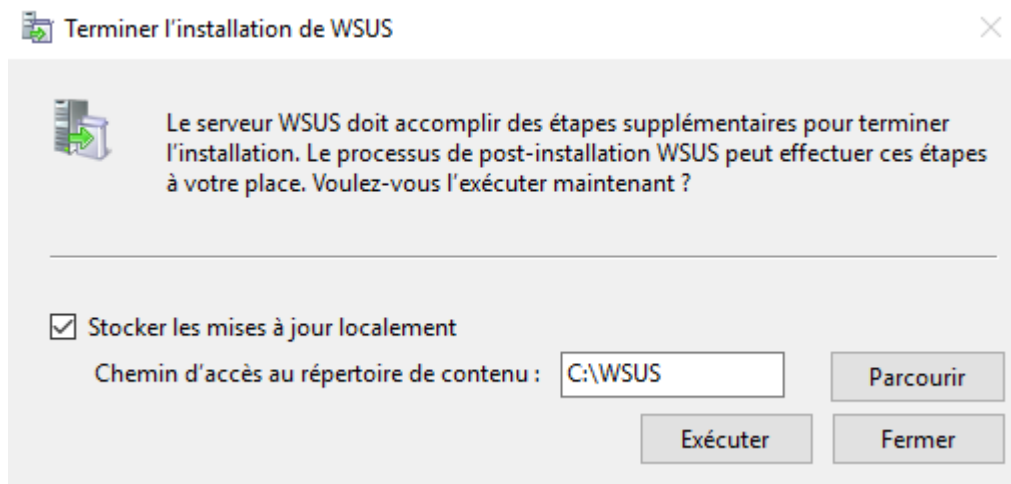 Terminer l’installation de WSUS
Le serveur WSUS doit accomplir des étapes supplémentaires pour terminer
l’installation. Le processus de post-installation WSUS peut effectuer ces étapes
à votre place. Voulez-vous l’exécuter maintenant ?
Stocker les mises à jour localement
Chemin d’accès au répertoire de contenu : C:\WSUS Parcourir
Exécuter Fermer